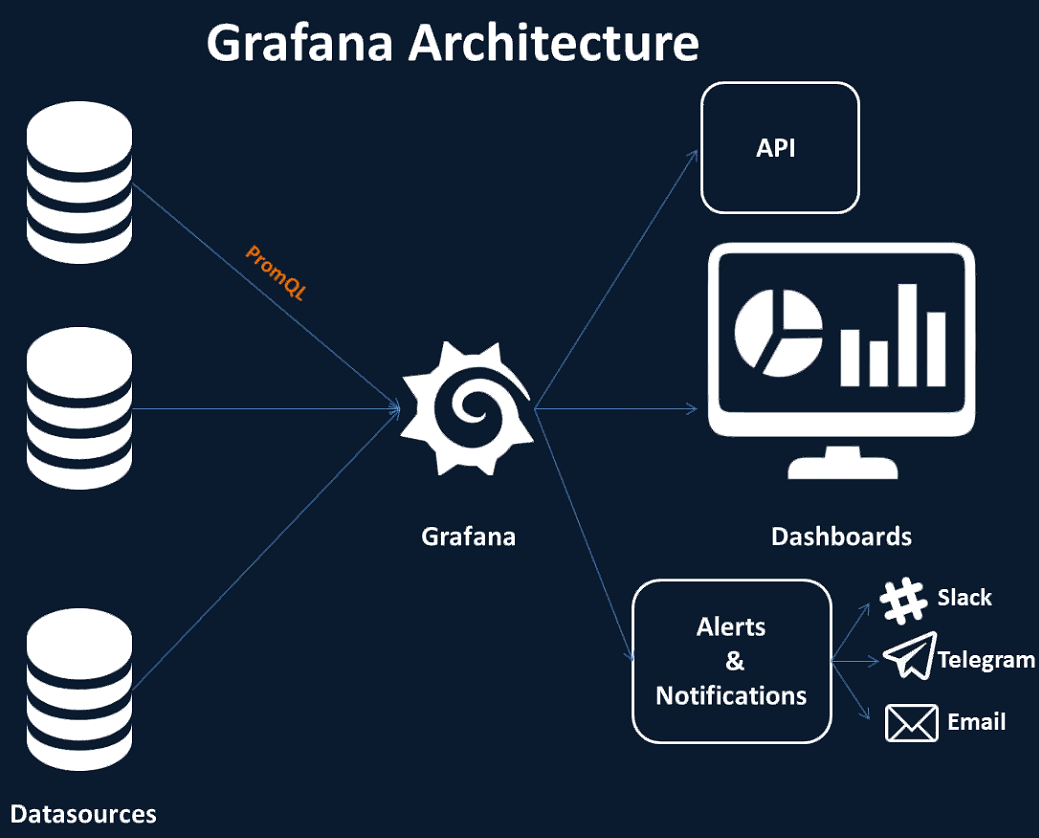 Grafana Architecture
API
PromQL
Grafana
Dashboards
Alerts
&
Notifications
Slack
Telegram
Email
Datasources